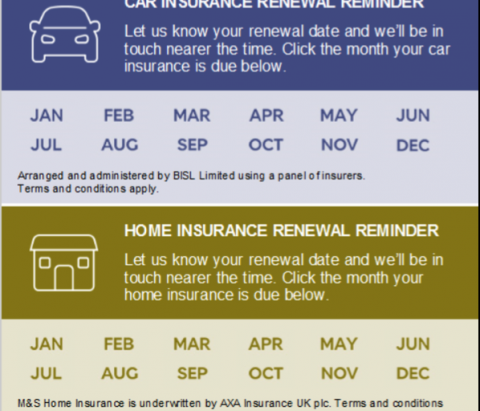 CAR INSURANCE RENEWAL REMINDER
Let us know your renewal date and we'll be in
touch nearer the time. Click the month your car
insurance is due below.
JAN FEB MAR APR MAY JUN
JUL AUG SEP OCT NOV DEC
Arranged and administered by BISL Limited using a panel of insurers.
Terms and conditions apply.
HOME INSURANCE RENEWAL REMINDER
Let us know your renewal date and we'll be in
touch nearer the time. Click the month your
home insurance is due below.
JAN FEB MAR APR MAY JUN
JUL AUG SEP OCT NOV DEC
M&S Home Insurance is underwritten by AXA Insurance UK plc. Terms and conditions